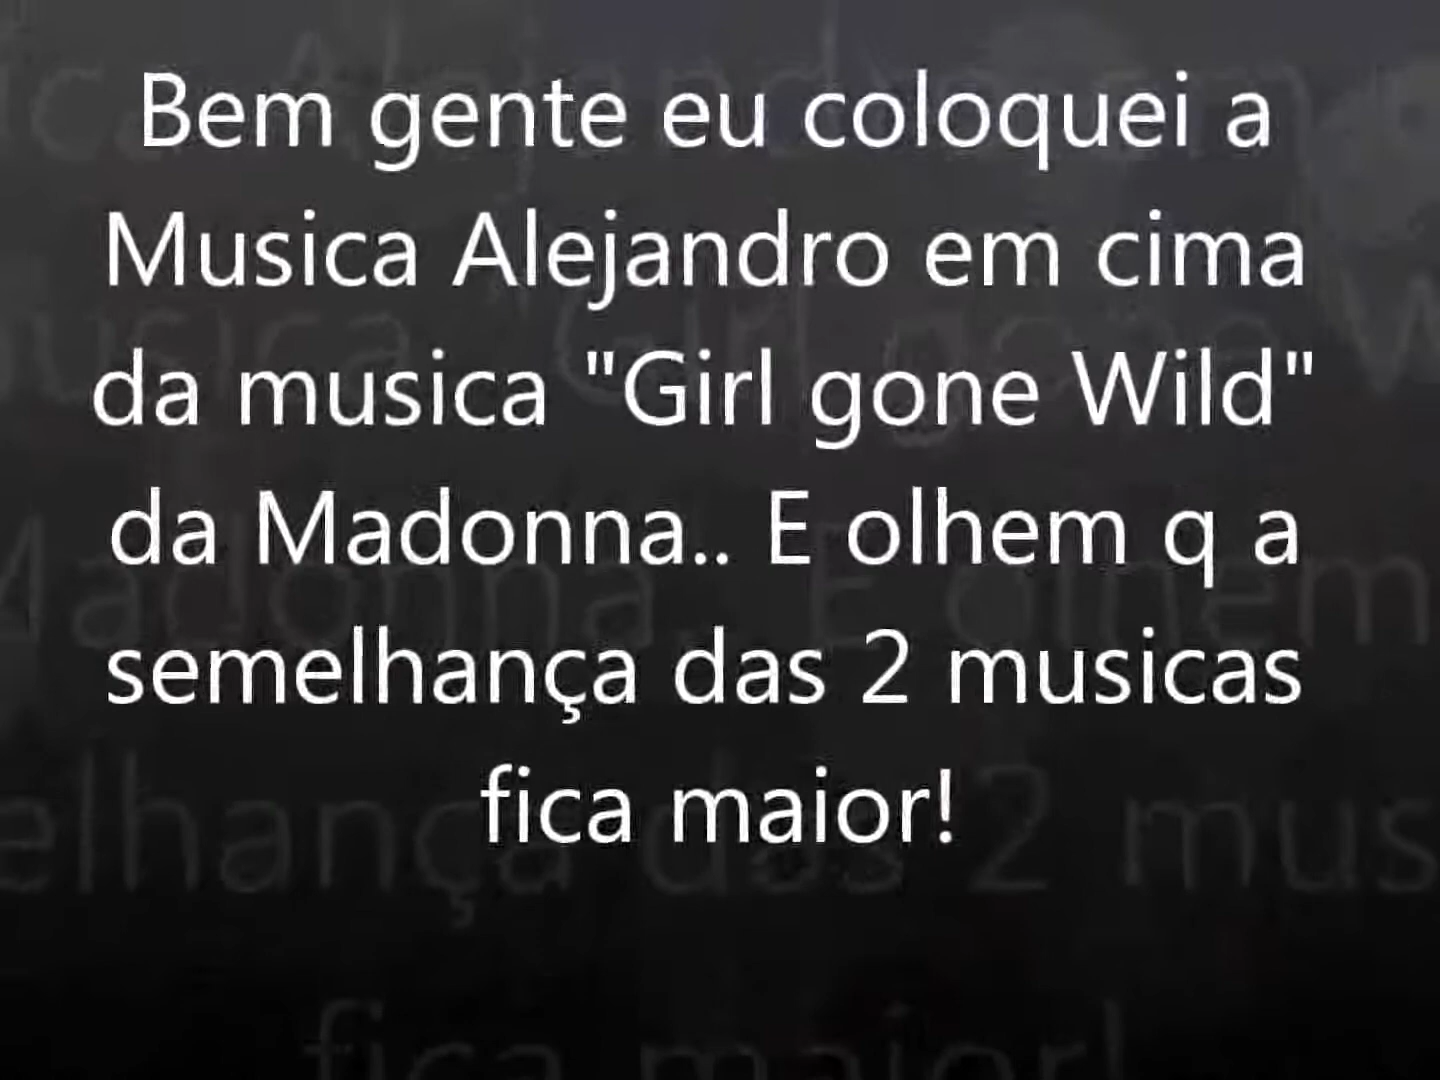 Bem gente eu coloquei a
Musica Alejandro em cima
da musica "Girl gone Wild"
da Madonna.. E olhem q a
semelhança das 2 musicas
fica maior!